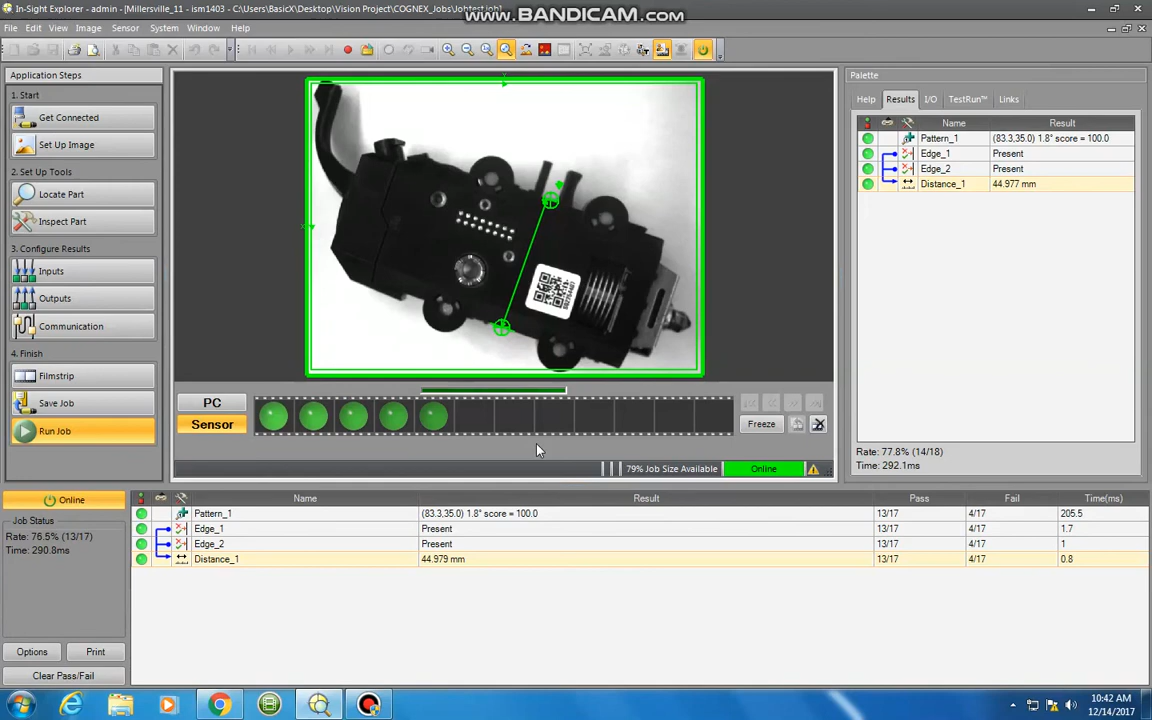 In-Sight Explorer - admin - [Millersville_11 - ism1403 - C:\Users\BasicX\Desktop\Vision Project\COGNEX_Jobs\Jobtest.job]
www.BANDICAM.com
File Edit View Image Sensor System Window Help
Application Steps
1. Start
Get Connected
Set Up Image
2. Set Up Tools
Locate Part
Inspect Part
3. Configure Results
Inputs
Outputs
Communication
4. Finish
Filmstrip
Save Job
Run Job
PC
Sensor
Freeze
79% Job Size Available
Online
Palette
Help Results I/O TestRun™ Links
Name Result
Pattern_1 (83.3,35.0) 1.8° score = 100.0
Edge_1 Present
Edge_2 Present
Distance_1 44.977 mm
Rate: 77.8% (14/18)
Time: 292.1ms
Online
Job Status
Rate: 76.5% (13/17)
Time: 290.8ms
Options Print
Clear Pass/Fail
Name Result Pass Fail Time(ms)
Pattern_1 (83.3,35.0) 1.8° score = 100.0 13/17 4/17 205.5
Edge_1 Present 13/17 4/17 1.7
Edge_2 Present 13/17 4/17 1
Distance_1 44.979 mm 13/17 4/17 0.8
10:42 AM
12/14/2017